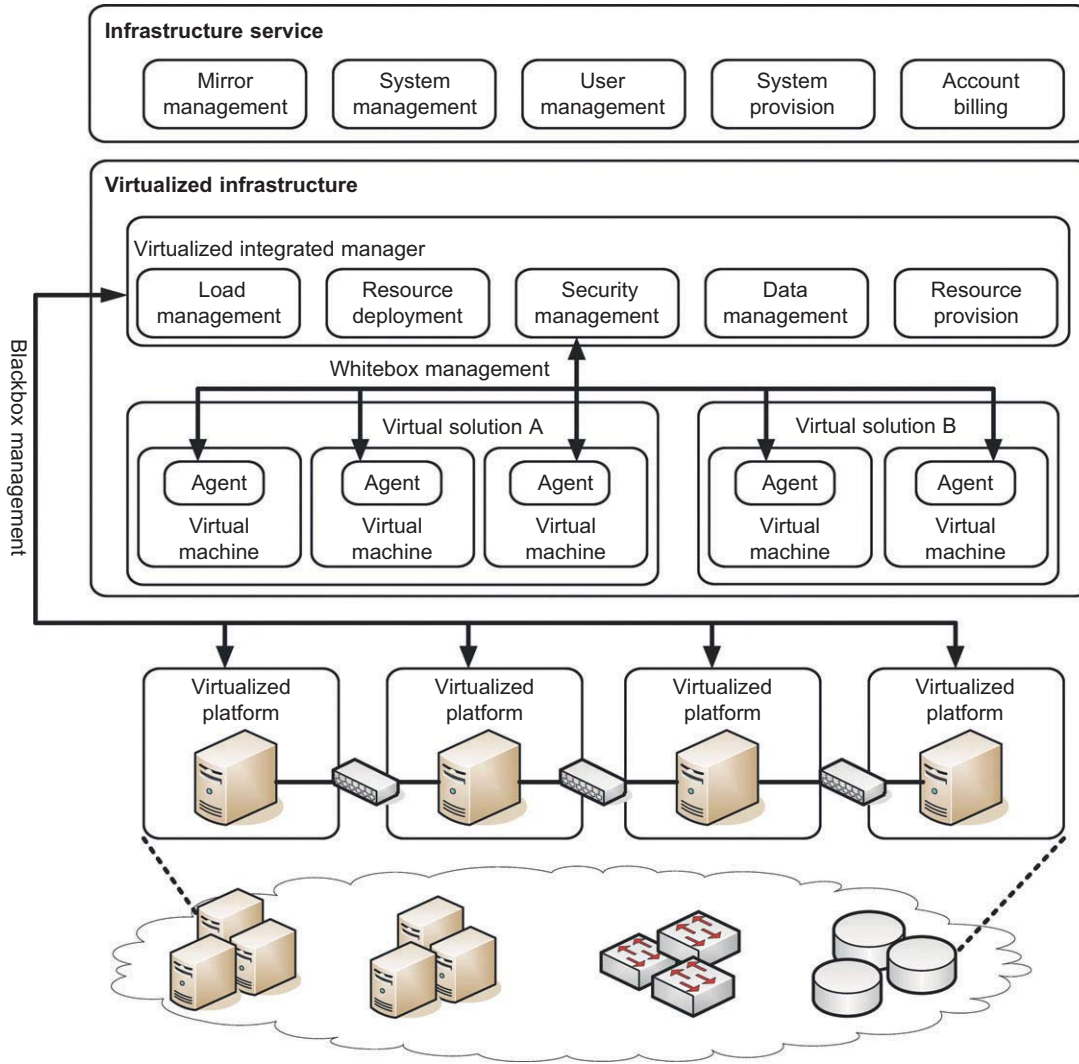 Infrastructure service
Mirror
management
System
management
User
management
System
provision
Account
billing
Virtualized infrastructure
Virtualized integrated manager
Load
management
Resource
deployment
Security
management
Data
management
Resource
provision
Blackbox management
Whitebox management
Virtual solution A
Agent
Virtual
machine
Agent
Virtual
machine
Agent
Virtual
machine
Virtual solution B
Agent
Virtual
machine
Agent
Virtual
machine
Virtualized
platform
Virtualized
platform
Virtualized
platform
Virtualized
platform